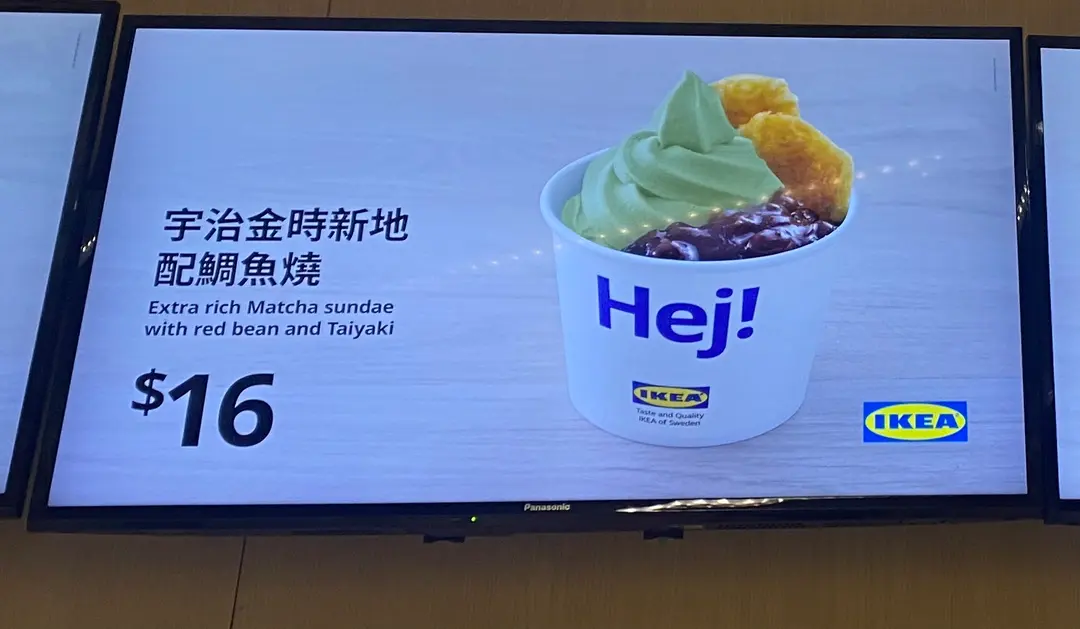 宇治金時新地
配鯛魚燒
Extra rich Matcha sundae
with red bean and Taiyaki
$16
Hej!
IKEA
Taste and Quality
IKEA of Sweden
IKEA
Panasonic